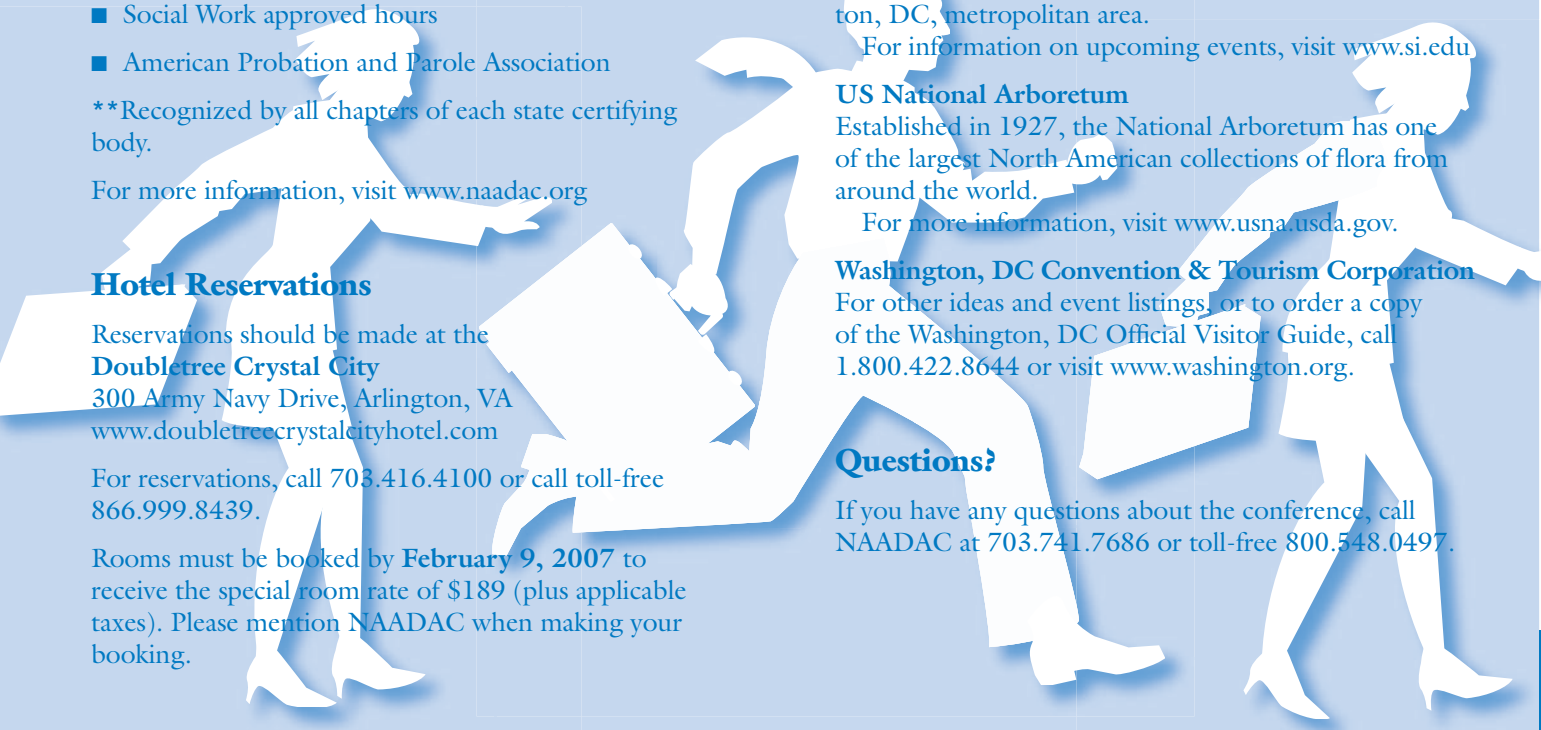 ■ Social Work approved hours
■ American Probation and Parole Association
**Recognized by all chapters of each state certifying
body.
For more information, visit www.naadac.org
Hotel Reservations
Reservations should be made at the
Doubletree Crystal City
300 Army Navy Drive, Arlington, VA
www.doubletreecrystalcityhotel.com
For reservations, call 703.416.4100 or call toll-free
866.999.8439.
Rooms must be booked by February 9, 2007 to
receive the special room rate of $189 (plus applicable
taxes). Please mention NAADAC when making your
booking.
ton, DC, metropolitan area.
For information on upcoming events, visit www.si.edu
US National Arboretum
Established in 1927, the National Arboretum has one
of the largest North American collections of flora from
around the world.
For more information, visit www.usna.usda.gov.
Washington, DC Convention & Tourism Corporation
For other ideas and event listings, or to order a copy
of the Washington, DC Official Visitor Guide, call
1.800.422.8644 or visit www.washington.org.
Questions?
If you have any questions about the conference, call
NAADAC at 703.741.7686 or toll-free 800.548.0497.